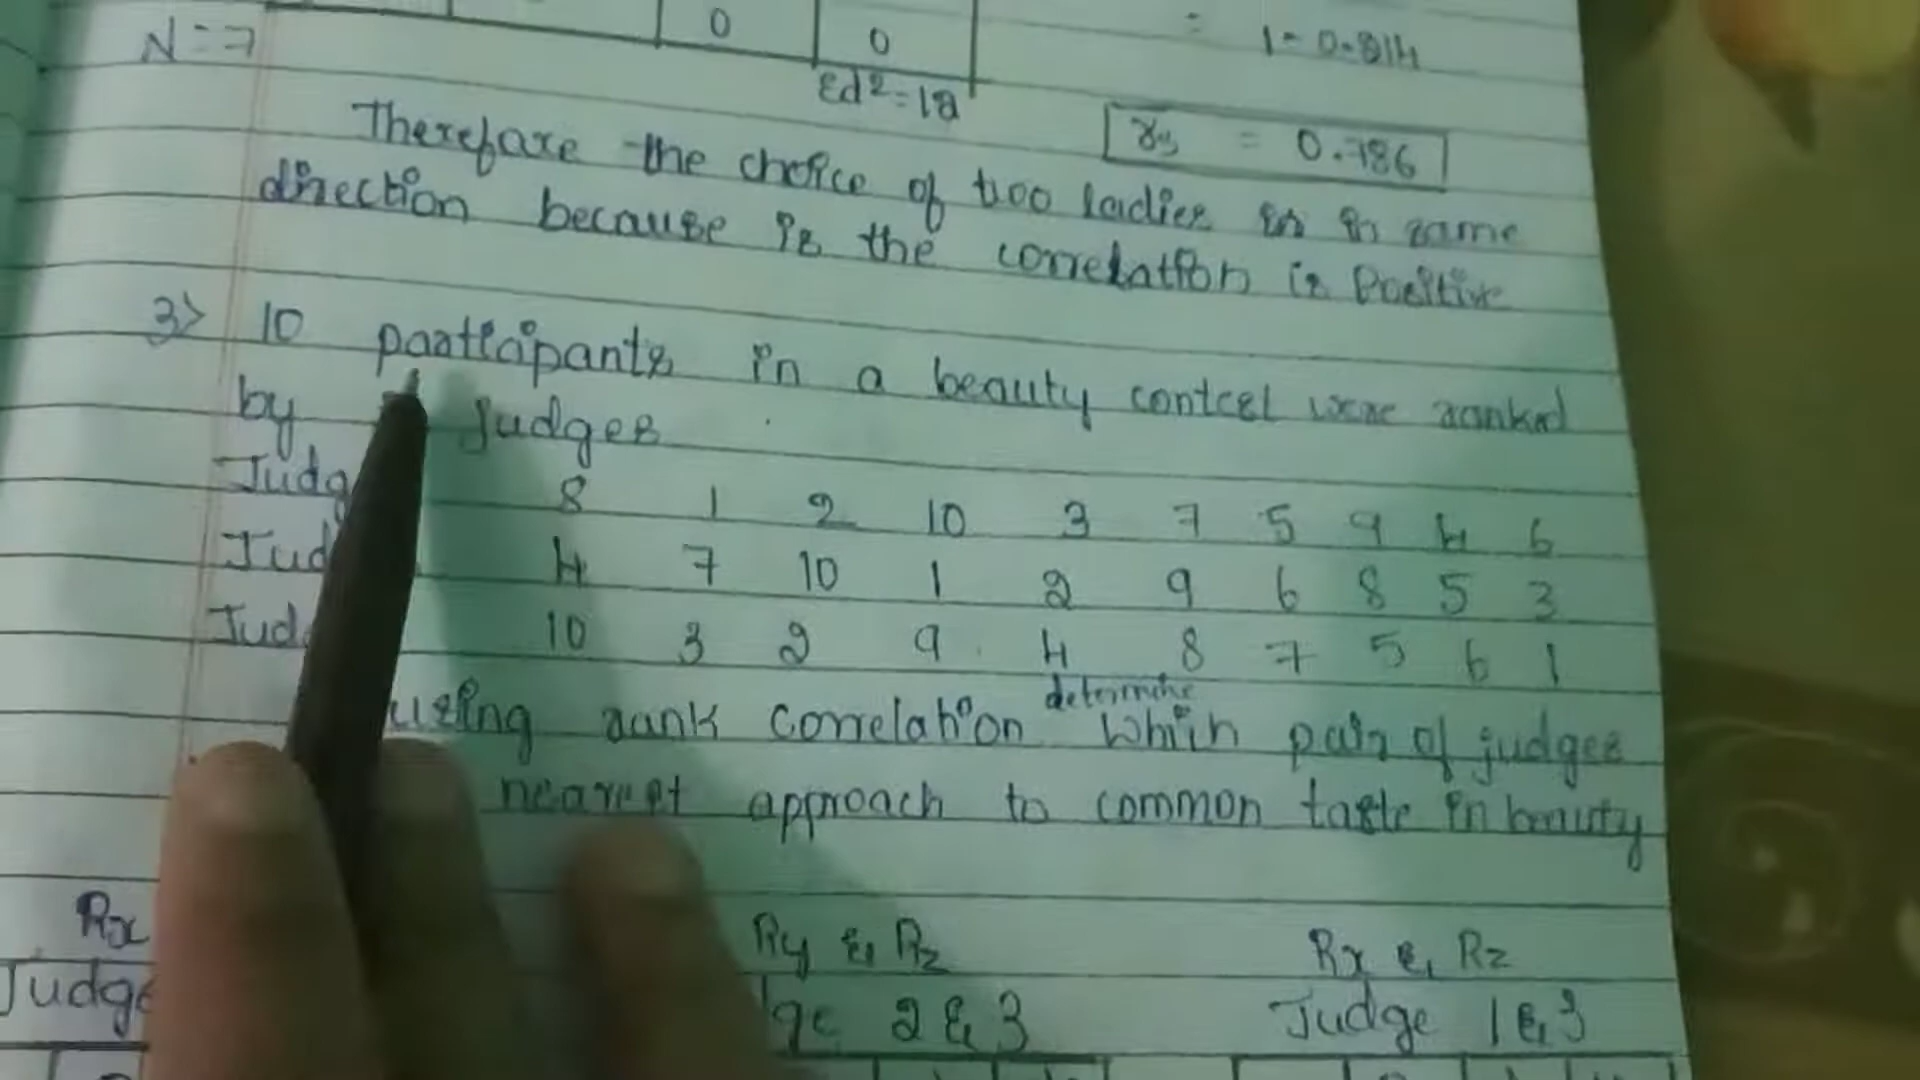 0 0 = 1-0.214
N=7 Σd²=12
rs = 0.786
Therefore the choice of two ladies is in same
direction because is the correlation is Positive
3> 10 participants in a beauty contest were ranked
by Judges
Judg 8 1 2 10 3 7 5 9 4 6
Jud 4 7 10 1 2 9 6 8 5 3
Jud 10 3 2 9 4 8 7 5 6 1
using rank correlation determine which pair of judges
nearest approach to common taste in beauty
Rx Ry & Rz Rx & Rz
Judge ge 2 & 3 Judge 1 & 3